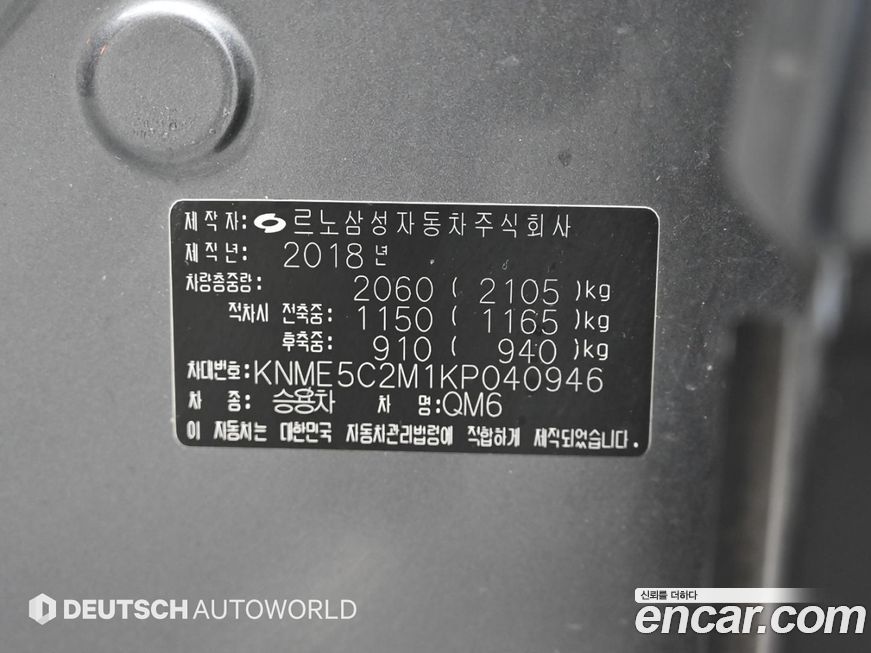 제 작 자: 르노삼성자동차주식회사
제 작 년: 2018 년
차량총중량: 2060 ( 2105 )kg
적차시 전축중: 1150 ( 1165 )kg
후축중: 910 ( 940 )kg
차대번호: KNME5C2M1KP040946
차 종: 승용차 차 명: QM6
이 자동차는 대한민국 자동차관리법령에 적합하게 제작되었습니다.
DEUTSCH AUTOWORLD
신뢰를 더하다
encar.com